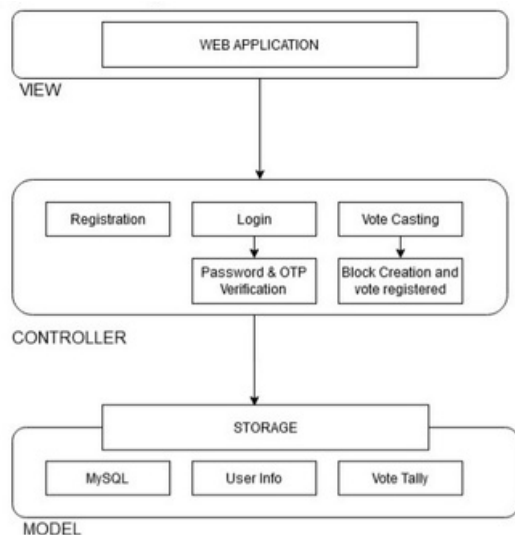 WEB APPLICATION
VIEW
Registration
Login
Vote Casting
Password & OTP
Verification
Block Creation and
vote registered
CONTROLLER
STORAGE
MySQL
User Info
Vote Tally
MODEL